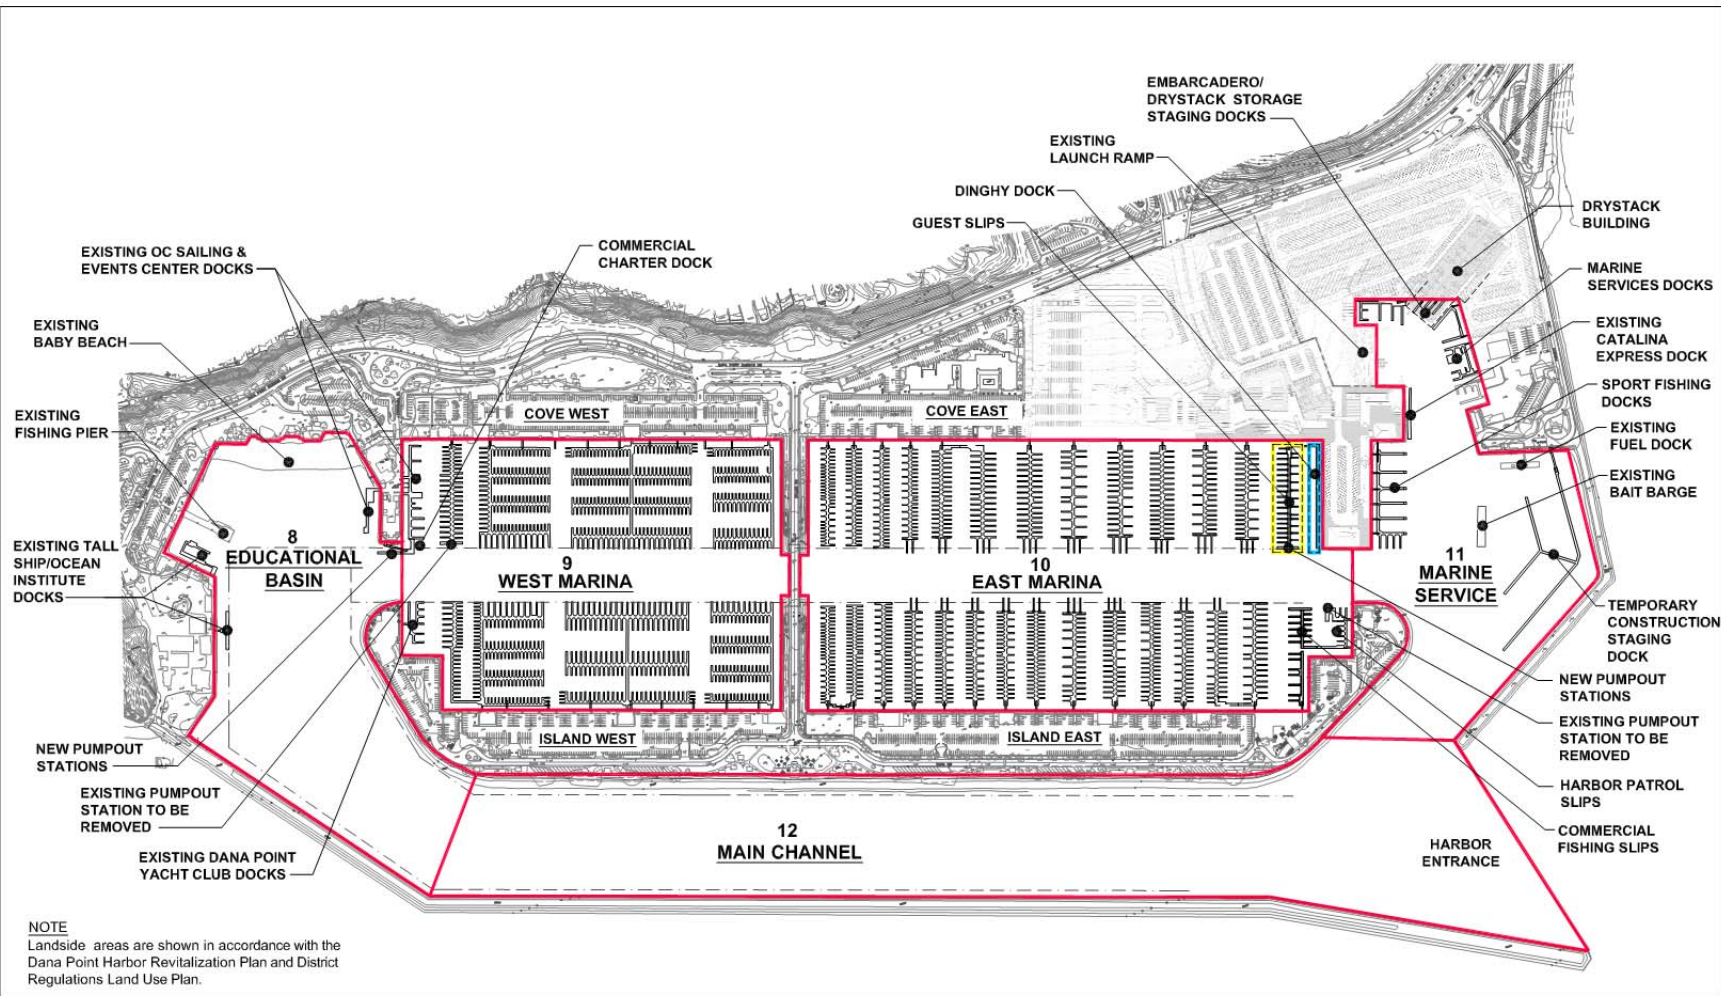 EMBARCADERO/
DRYSTACK STORAGE
STAGING DOCKS
EXISTING
LAUNCH RAMP
DINGHY DOCK
GUEST SLIPS
DRYSTACK
BUILDING
EXISTING OC SAILING &
EVENTS CENTER DOCKS
COMMERCIAL
CHARTER DOCK
MARINE
SERVICES DOCKS
EXISTING
BABY BEACH
EXISTING
CATALINA
EXPRESS DOCK
SPORT FISHING
DOCKS
EXISTING
FISHING PIER
COVE WEST
COVE EAST
EXISTING
FUEL DOCK
EXISTING
BAIT BARGE
EXISTING TALL
SHIP/OCEAN
INSTITUTE
DOCKS
8
EDUCATIONAL
BASIN
9
WEST MARINA
10
EAST MARINA
11
MARINE
SERVICE
TEMPORARY
CONSTRUCTION
STAGING
DOCK
NEW PUMPOUT
STATIONS
EXISTING PUMPOUT
STATION TO BE
REMOVED
ISLAND WEST
ISLAND EAST
NEW PUMPOUT
STATIONS
EXISTING PUMPOUT
STATION TO BE
REMOVED
HARBOR PATROL
SLIPS
EXISTING DANA POINT
YACHT CLUB DOCKS
12
MAIN CHANNEL
HARBOR
ENTRANCE
COMMERCIAL
FISHING SLIPS
NOTE
Landside areas are shown in accordance with the
Dana Point Harbor Revitalization Plan and District
Regulations Land Use Plan.